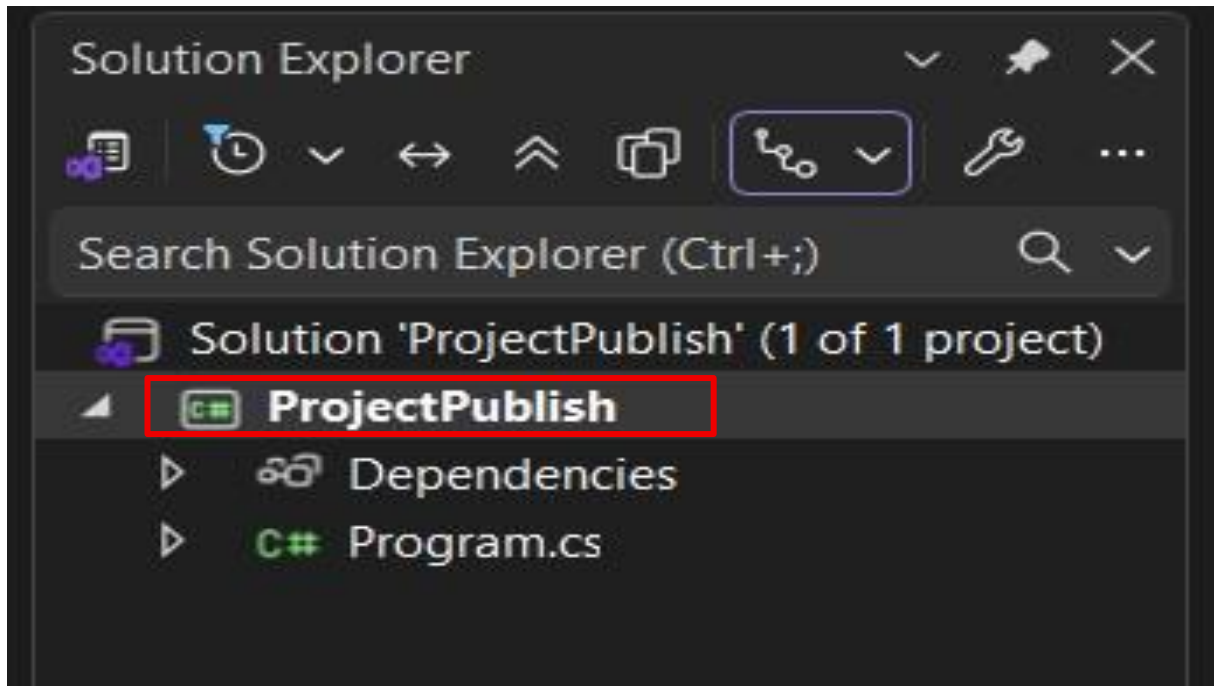 Solution Explorer
Search Solution Explorer (Ctrl+;)
Solution 'ProjectPublish' (1 of 1 project)
C# ProjectPublish
Dependencies
C# Program.cs